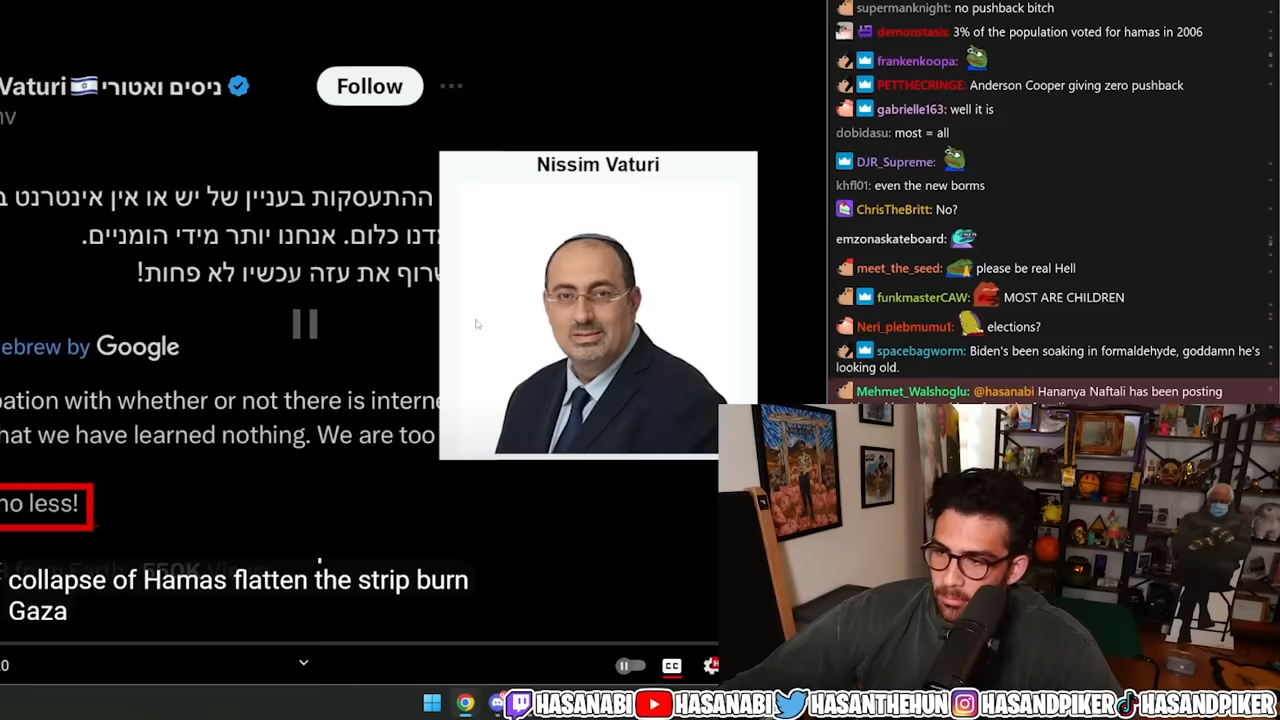 Vaturi🇮🇱ניסים ואטורי
Follow
ההתעסקות בעניין של יש או אין אינטרנט ב
כלום. אנחנו יותר מידי הומניים.
את עזה עכשיו לא פחות!
Nissim Vaturi
ebrew by Google
pation with whether or not there is interne
hat we have learned nothing. We are too
no less!
collapse of Hamas flatten the strip burn
Gaza
CC
supermanknight: no pushback bitch
demonstasis: 3% of the population voted for hamas in 2006
frankenkoopa:
PETTHECRINGE: Anderson Cooper giving zero pushback
gabrielle163: well it is
dobidasu: most = all
DJR_Supreme:
khfl01: even the new borms
ChrisTheBritt: No?
emzonaskateboard:
meet_the_seed: please be real Hell
funkmasterCAW: MOST ARE CHILDREN
Neri_plebmumu1: elections?
spacebagworm: Biden's been soaking in formaldehyde, goddamn he's
looking old.
Mehmet_Walshoglu: @hasanabi Hananya Naftali has been posting
HASANABI HASANABI HASANTHEHUN HASANDPIKER HASANDPIKER